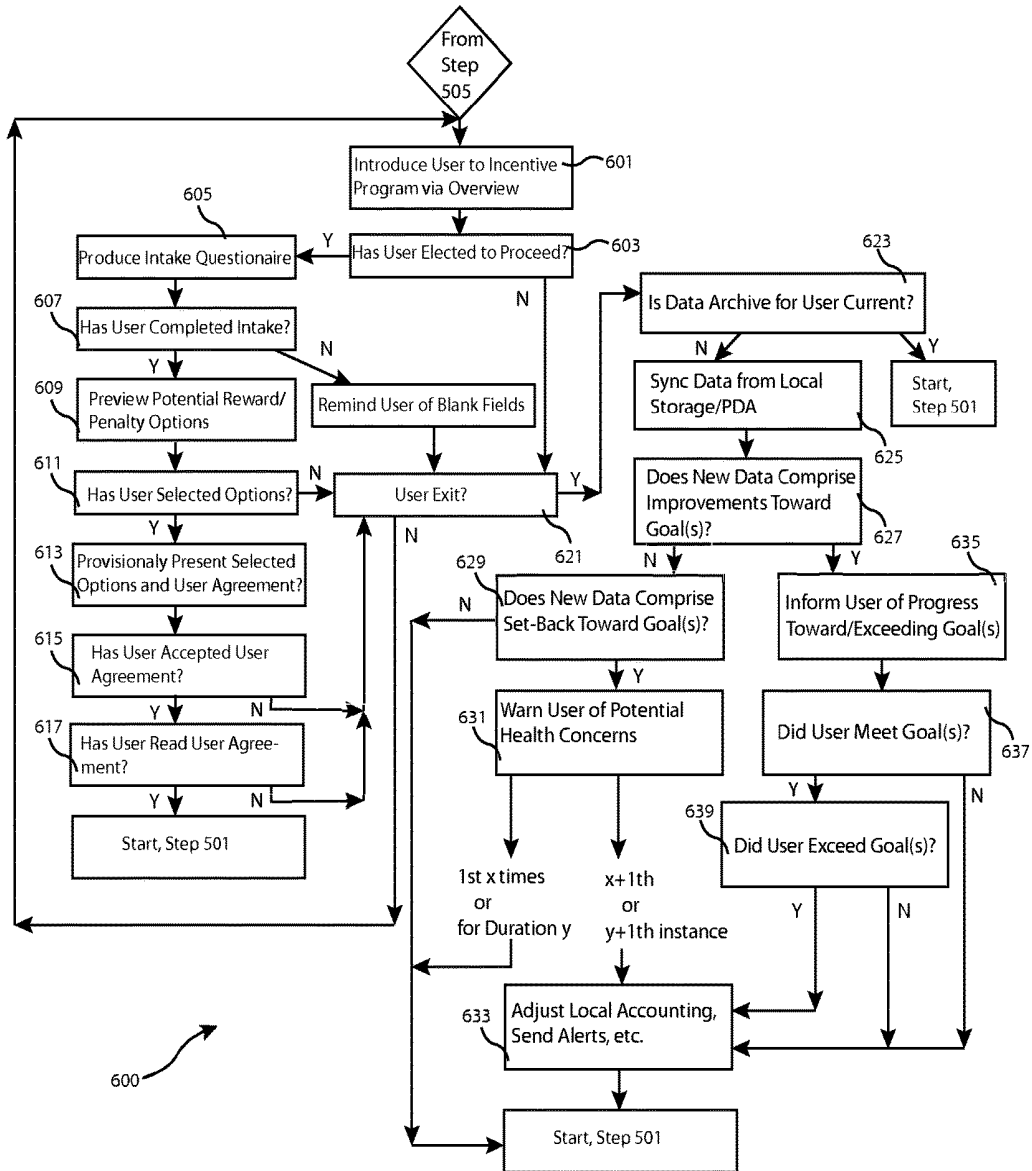 From
Step
505
601
Introduce User to Incentive
Program via Overview
605
Produce Intake Questionaire
Y
Has User Elected to Proceed?
603
N
607
Has User Completed Intake?
Y
N
609
Preview Potential Reward/
Penalty Options
Remind User of Blank Fields
611
Has User Selected Options?
N
User Exit?
Y
621
N
Y
613
Provisionaly Present Selected
Options and User Agreement?
615
Has User Accepted User
Agreement?
Y
N
617
Has User Read User Agree-
ment?
Y
N
Start, Step 501
623
Is Data Archive for User Current?
N
Y
Sync Data from Local
Storage/PDA
625
Start,
Step 501
Does New Data Comprise
Improvements Toward
Goal(s)?
627
N
Y
629
N
Does New Data Comprise
Set-Back Toward Goal(s)?
Y
635
Inform User of Progress
Toward/Exceeding Goal(s)
631
Warn User of Potential
Health Concerns
Did User Meet Goal(s)?
637
Y
N
639
Did User Exceed Goal(s)?
Y
N
1st x times
or
for Duration y
x+1th
or
y+1th instance
633
Adjust Local Accounting,
Send Alerts, etc.
Start, Step 501
600